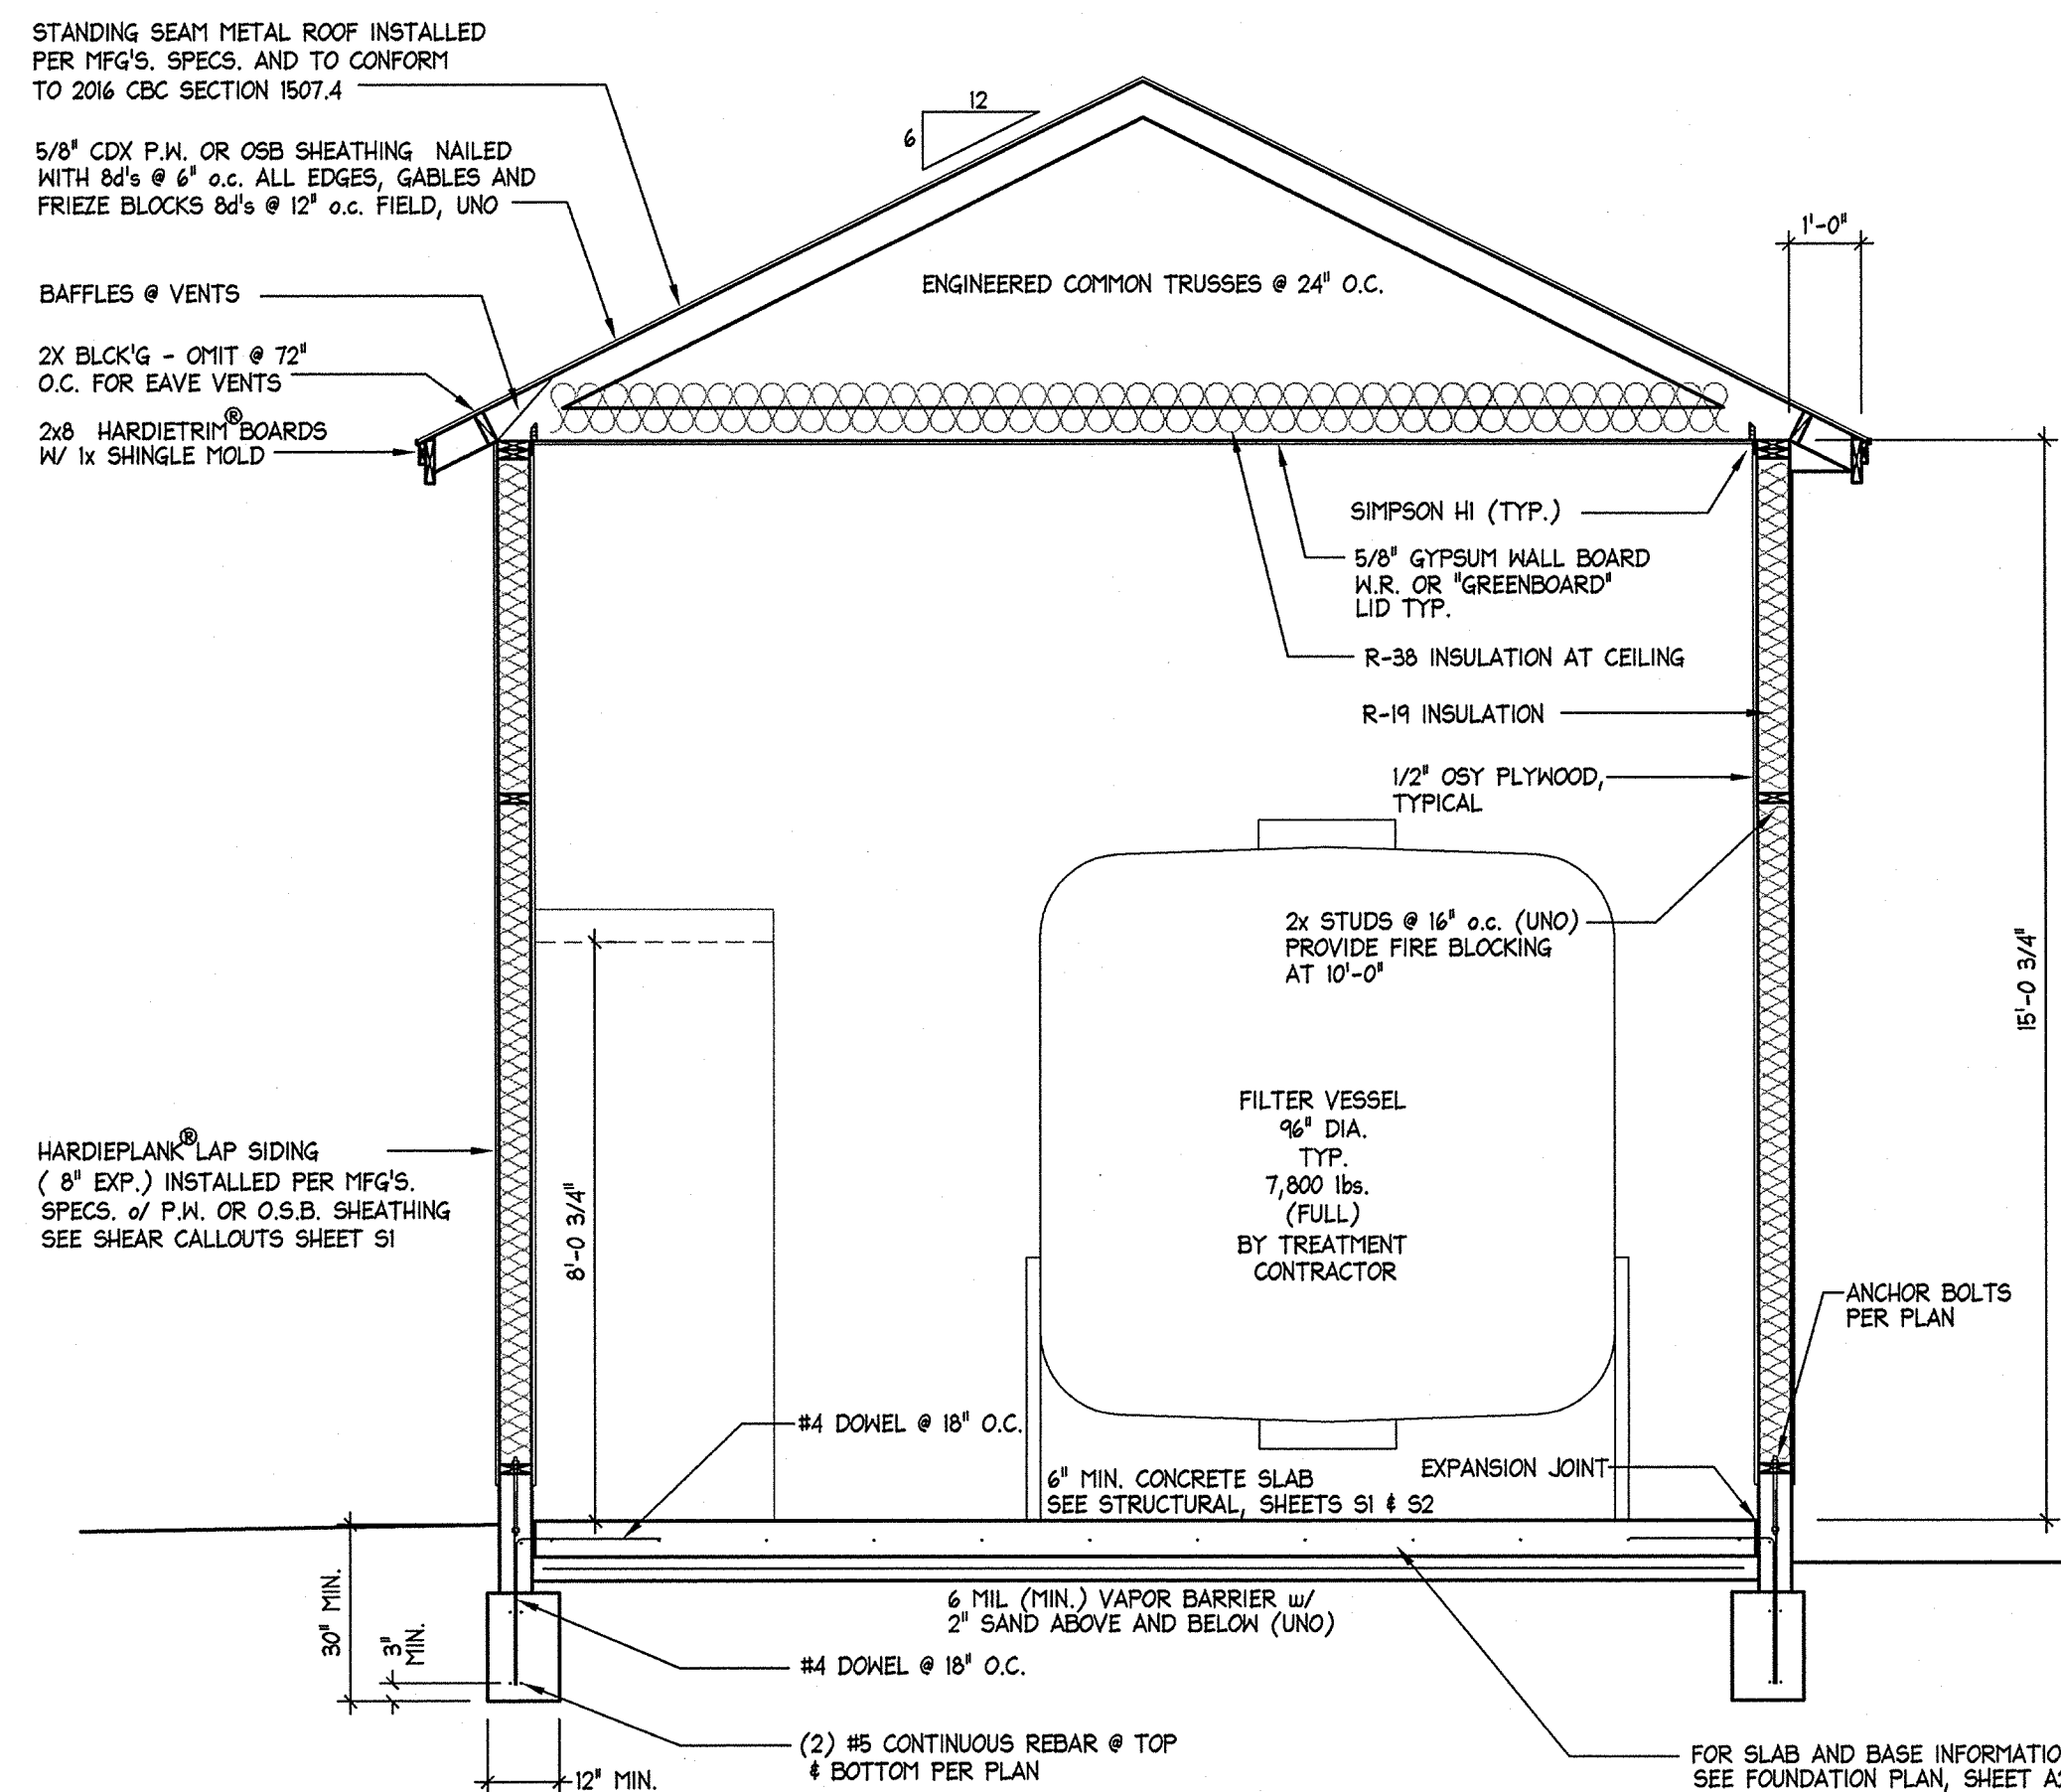 STANDING SEAM METAL ROOF INSTALLED
PER MFG'S. SPECS. AND TO CONFORM
TO 2016 CBC SECTION 1507.4
12
6
5/8" CDX P.W. OR OSB SHEATHING NAILED
WITH 8d's @ 6" o.c. ALL EDGES, GABLES AND
FRIEZE BLOCKS 8d's @ 12" o.c. FIELD, UNO
1'-0"
ENGINEERED COMMON TRUSSES @ 24" O.C.
BAFFLES @ VENTS
2X BLCK'G - OMIT @ 72"
O.C. FOR EAVE VENTS
2x8 HARDIETRIM® BOARDS
W/ 1x SHINGLE MOLD
SIMPSON H1 (TYP.)
5/8" GYPSUM WALL BOARD
W.R. OR "GREENBOARD"
LID TYP.
R-38 INSULATION AT CEILING
R-19 INSULATION
1/2" OSY PLYWOOD,
TYPICAL
2x STUDS @ 16" o.c. (UNO)
PROVIDE FIRE BLOCKING
AT 10'-0"
15'-0 3/4"
FILTER VESSEL
96" DIA.
TYP.
7,800 lbs.
(FULL)
BY TREATMENT
CONTRACTOR
HARDIEPLANK® LAP SIDING
( 8" EXP.) INSTALLED PER MFG'S.
SPECS. o/ P.W. OR O.S.B. SHEATHING
SEE SHEAR CALLOUTS SHEET S1
8'-0 3/4"
ANCHOR BOLTS
PER PLAN
#4 DOWEL @ 18" O.C.
6" MIN. CONCRETE SLAB
SEE STRUCTURAL, SHEETS S1 & S2
EXPANSION JOINT
6 MIL (MIN.) VAPOR BARRIER w/
2" SAND ABOVE AND BELOW (UNO)
30" MIN.
3"
MIN.
#4 DOWEL @ 18" O.C.
(2) #5 CONTINUOUS REBAR @ TOP
& BOTTOM PER PLAN
12" MIN.
FOR SLAB AND BASE INFORMATIO
SEE FOUNDATION PLAN, SHEET